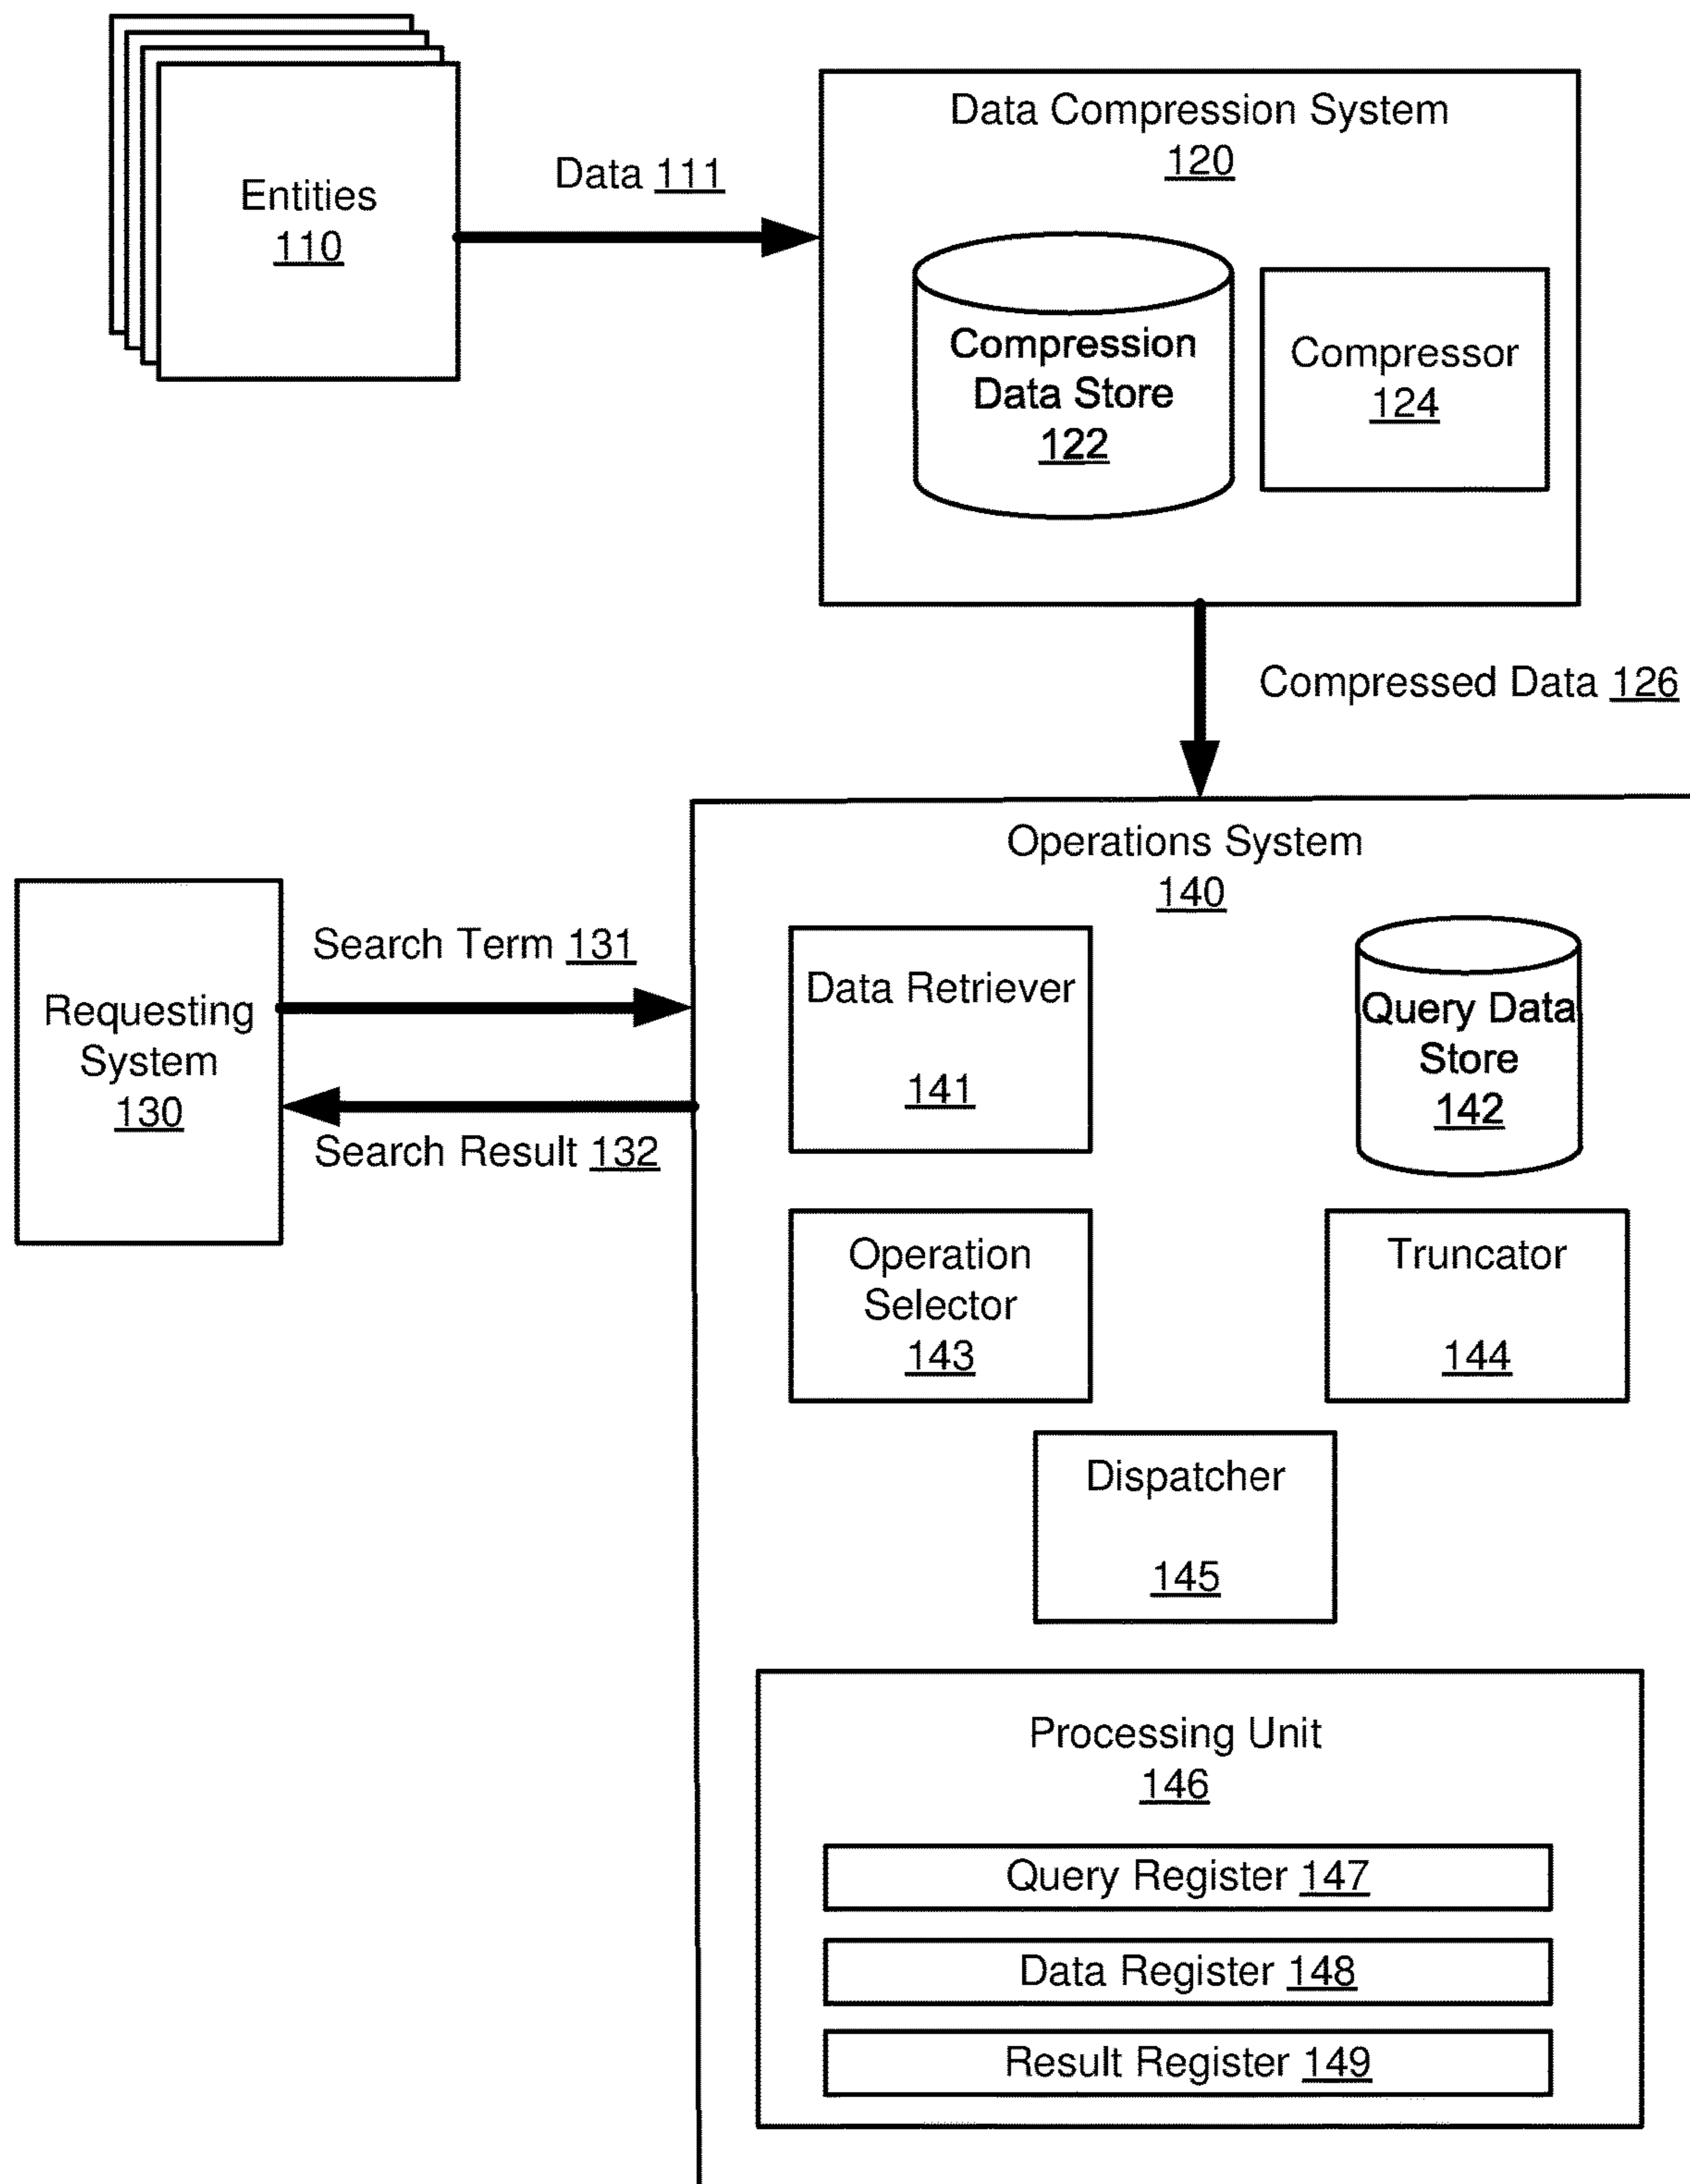 Entities
110
Data 111
Data Compression System
120
Compression
Data Store
122
Compressor
124
Compressed Data 126
Requesting
System
130
Search Term 131
Search Result 132
Operations System
140
Data Retriever
141
Query Data
Store
142
Operation
Selector
143
Truncator
144
Dispatcher
145
Processing Unit
146
Query Register 147
Data Register 148
Result Register 149